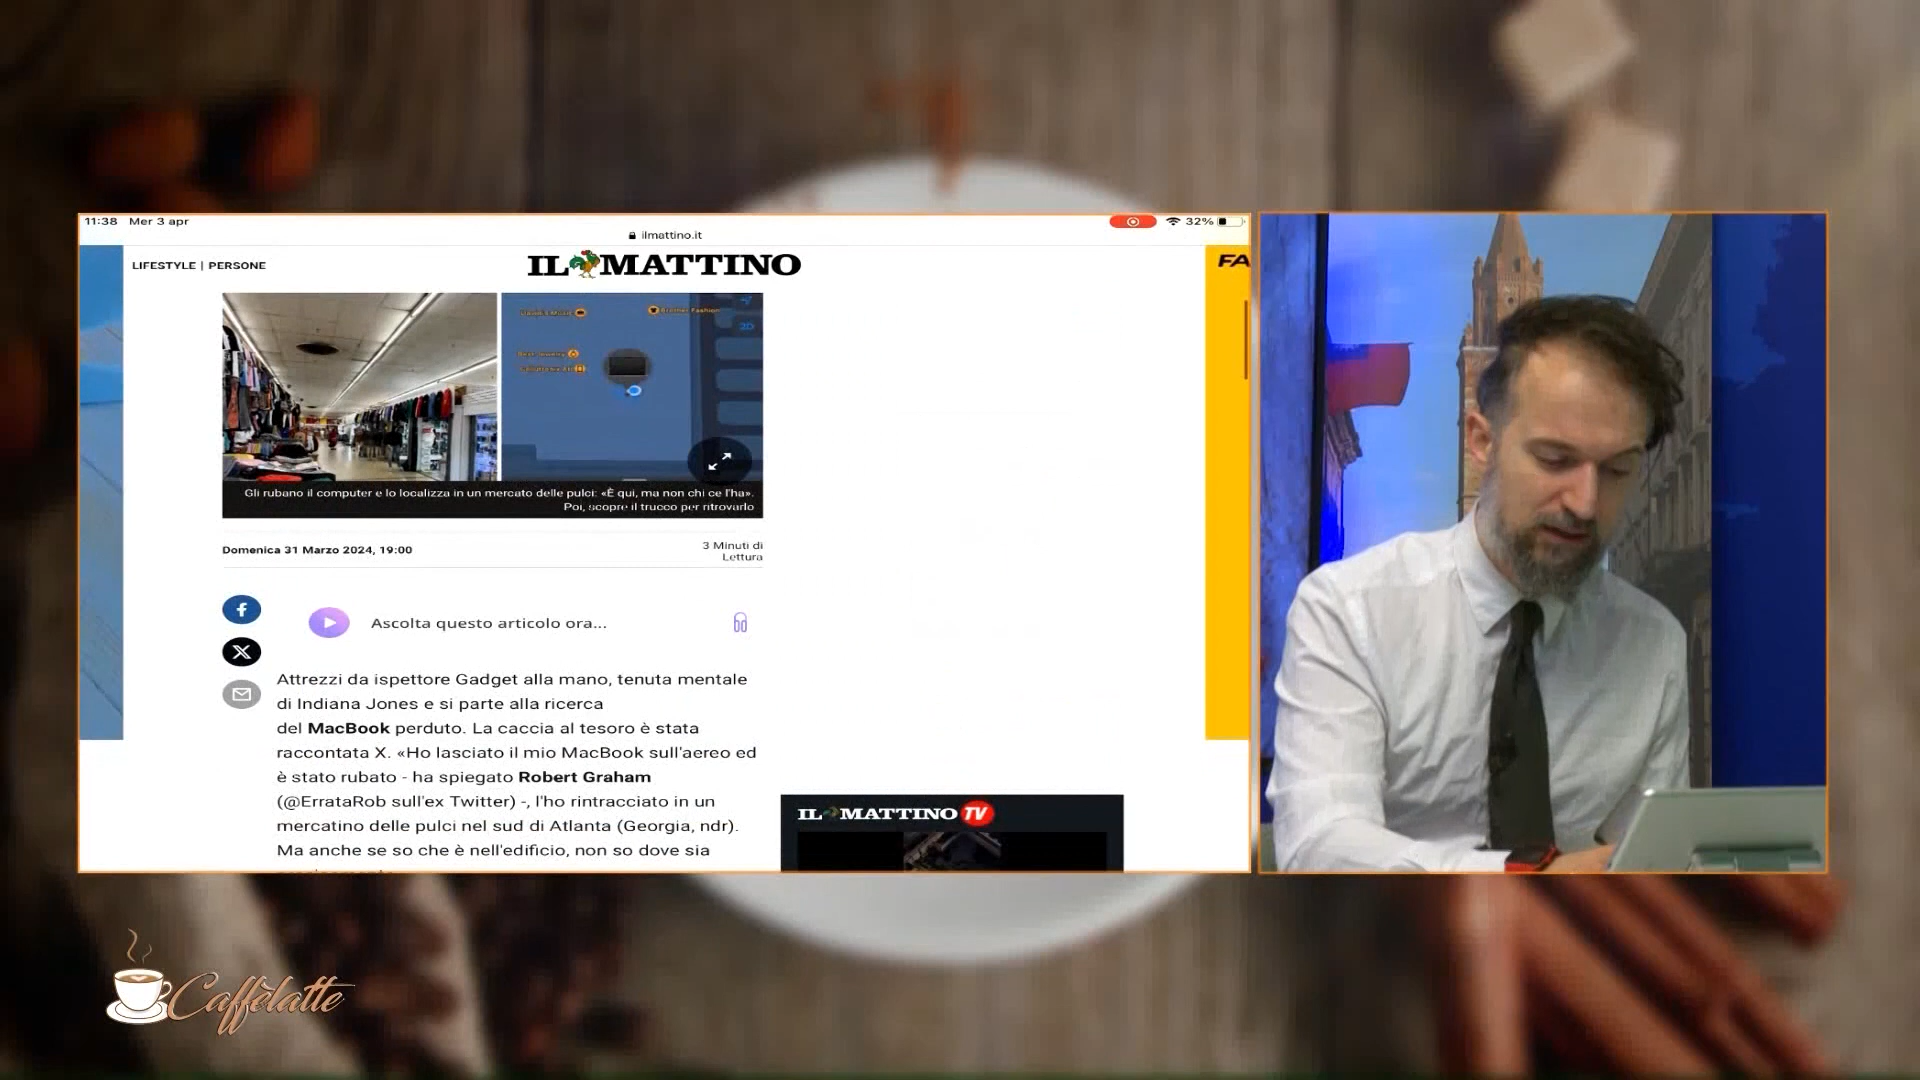 11:38 Mer 3 apr
32%
ilmattino.it
LIFESTYLE | PERSONE
IL MATTINO
FA
2D
Brother Fashion
Gli rubano il computer e lo localizza in un mercato delle pulci: «È qui, ma non chi ce l'ha».
Poi, scopre il trucco per ritrovarlo
Domenica 31 Marzo 2024, 19:00
3 Minuti di
Lettura
Ascolta questo articolo ora...
Attrezzi da ispettore Gadget alla mano, tenuta mentale
di Indiana Jones e si parte alla ricerca
del MacBook perduto. La caccia al tesoro è stata
raccontata X. «Ho lasciato il mio MacBook sull'aereo ed
è stato rubato - ha spiegato Robert Graham
(@ErrataRob sull'ex Twitter) -, l'ho rintracciato in un
mercatino delle pulci nel sud di Atlanta (Georgia, ndr).
Ma anche se so che è nell'edificio, non so dove sia
IL MATTINO TV
Caffèlatte